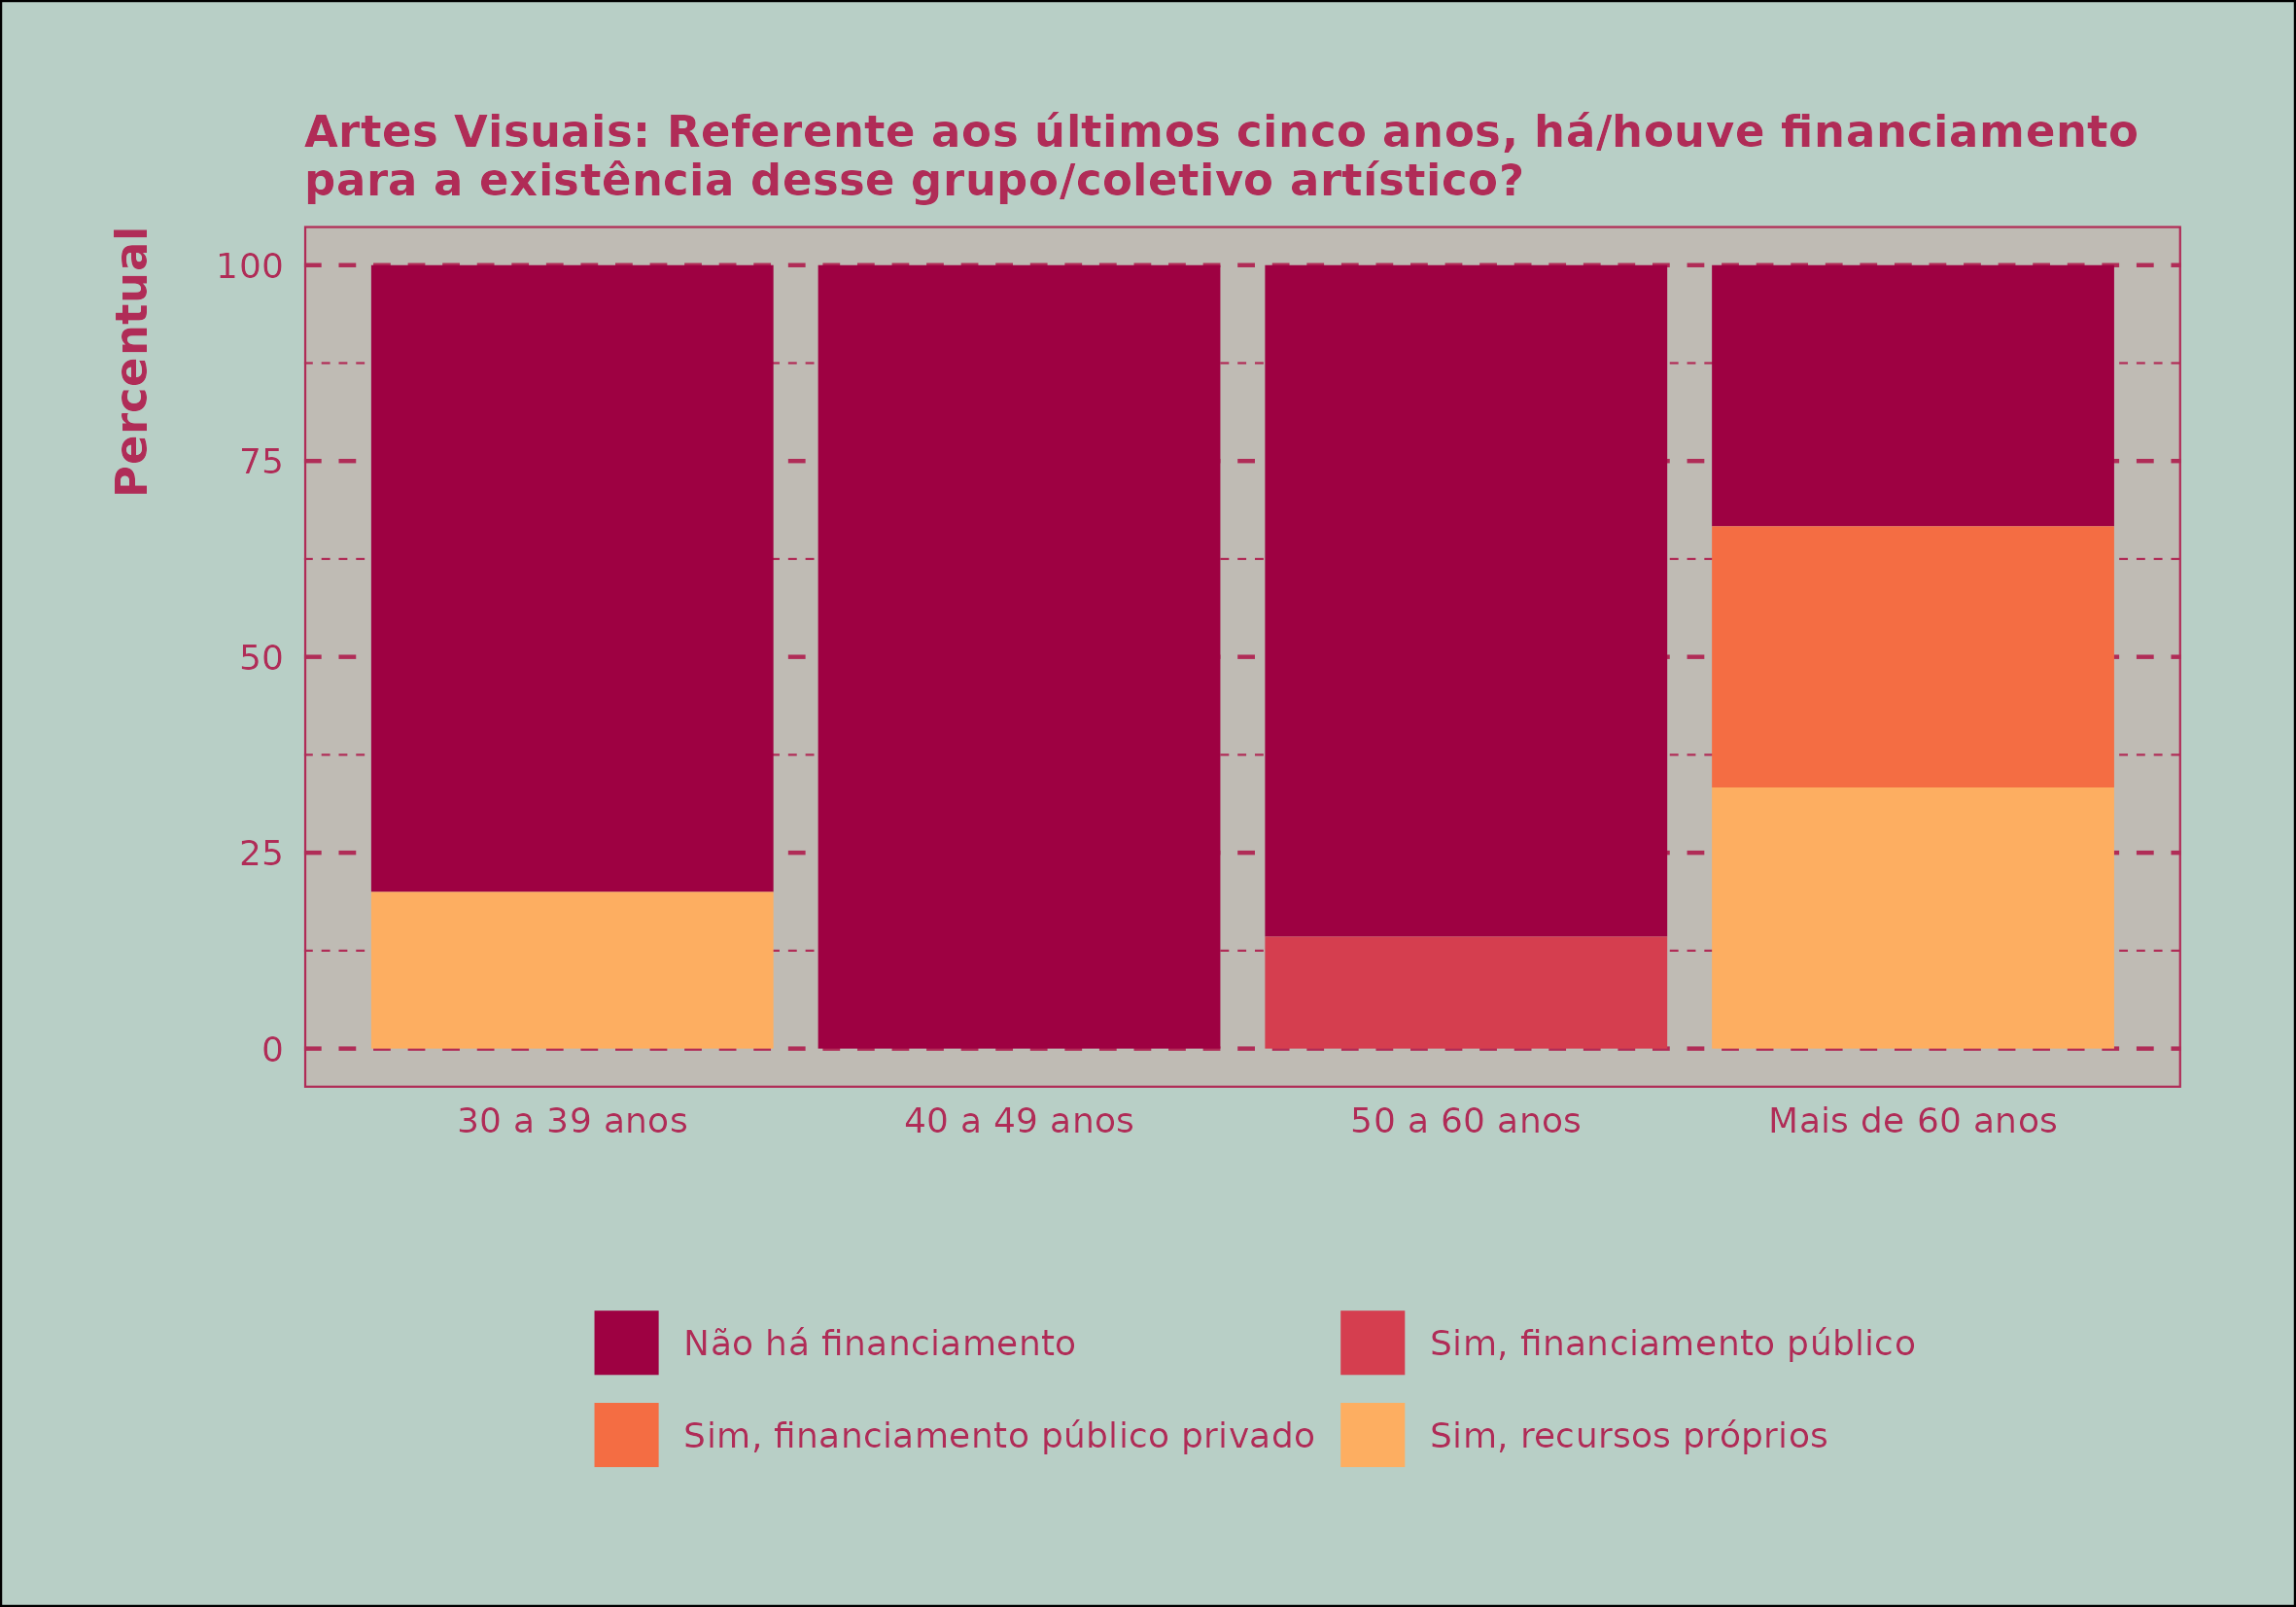 Artes Visuais: Referente aos últimos cinco anos, há/houve financiamento
para a existência desse grupo/coletivo artístico?
Percentual
100
75
50
25
0
30 a 39 anos
40 a 49 anos
50 a 60 anos
Mais de 60 anos
Não há financiamento
Sim, financiamento público
Sim, financiamento público privado
Sim, recursos próprios